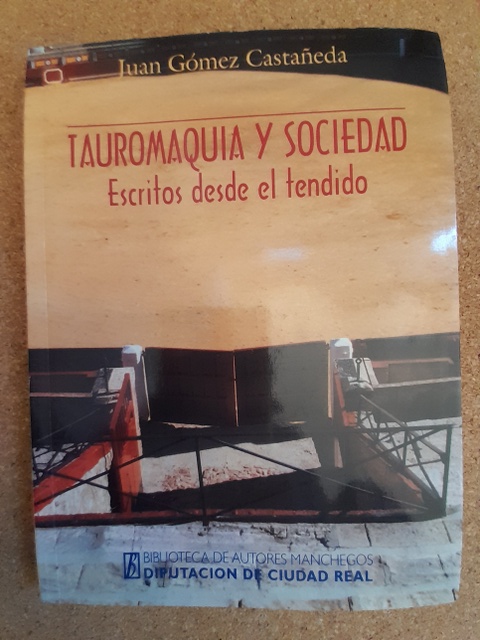 Juan Gómez Castañeda
TAUROMAQUIA Y SOCIEDAD
Escritos desde el tendido
BIBLIOTECA DE AUTORES MANCHEGOS
DIPUTACION DE CIUDAD REAL